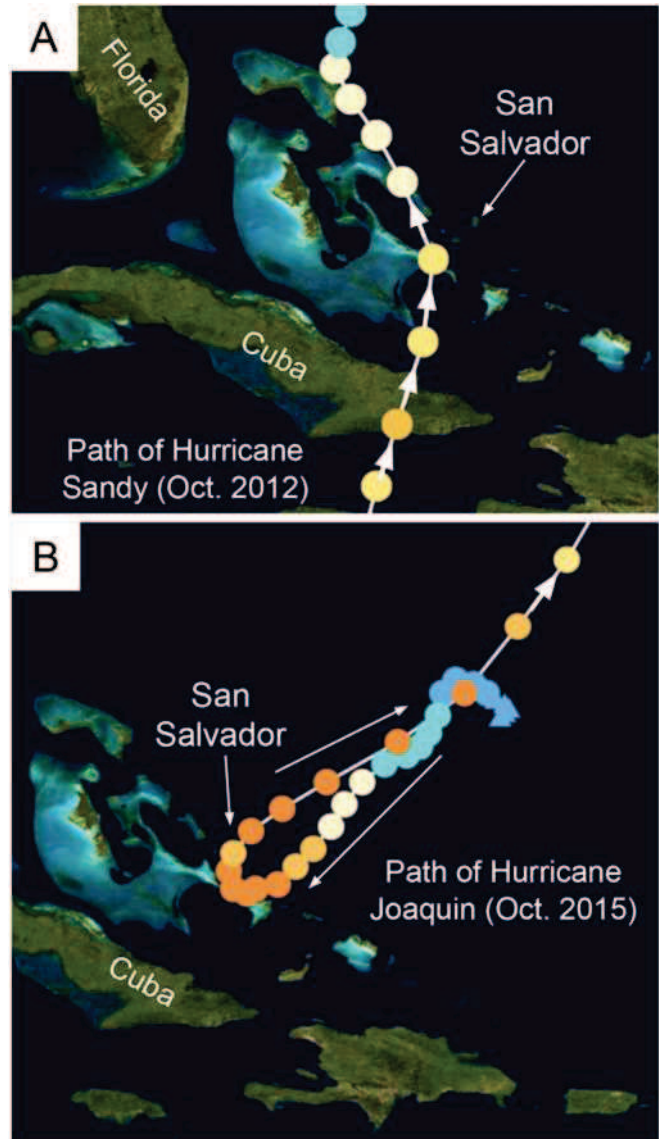 A
Florida
San
Salvador
Cuba
Path of Hurricane
Sandy (Oct. 2012)
B
San
Salvador
Path of Hurricane
Joaquin (Oct. 2015)
Cuba